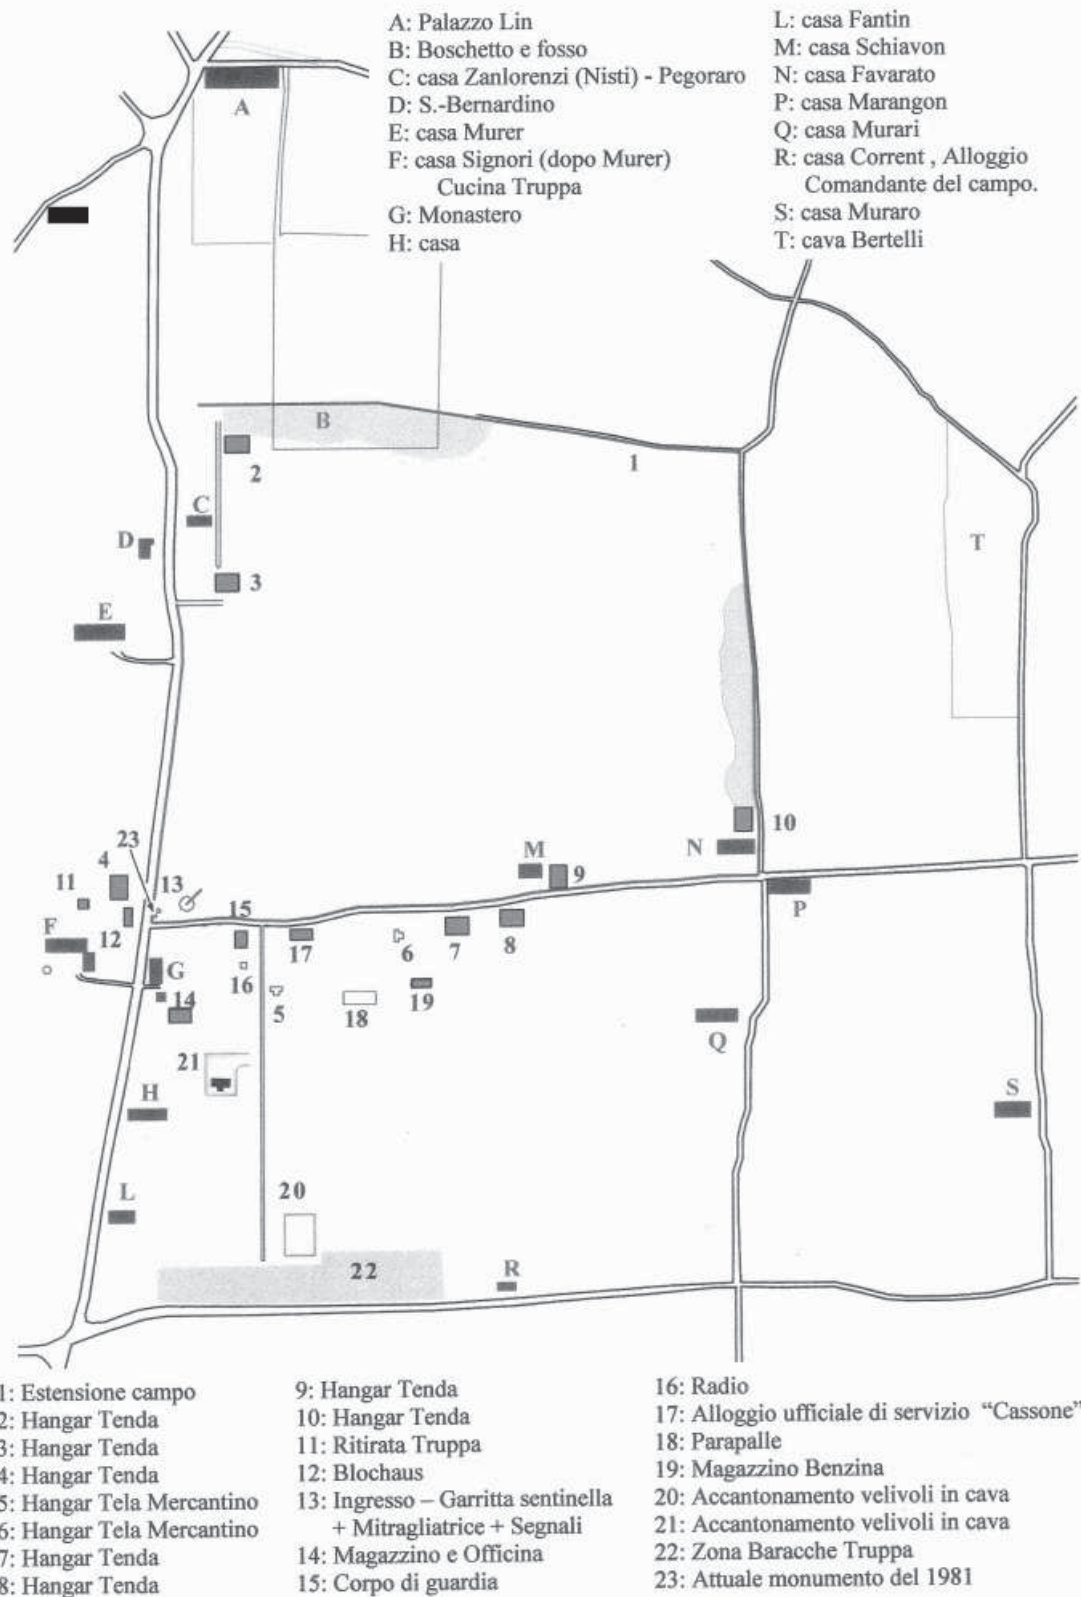 A: Palazzo Lin
B: Boschetto e fosso
C: casa Zanlorenzi (Nisti) - Pegoraro
D: S.-Bernardino
E: casa Murer
F: casa Signori (dopo Murer)
Cucina Truppa
G: Monastero
H: casa
L: casa Fantin
M: casa Schiavon
N: casa Favarato
P: casa Marangon
Q: casa Murari
R: casa Corrent , Alloggio
Comandante del campo.
S: casa Muraro
T: cava Bertelli
A
B
1
2
C
D
T
3
E
10
N
M
9
23
4
13
11
15
P
F
12
17
6
7
8
G
16
14
5
18
19
Q
21
H
S
L
20
22
R
1: Estensione campo
2: Hangar Tenda
3: Hangar Tenda
4: Hangar Tenda
5: Hangar Tela Mercantino
6: Hangar Tela Mercantino
7: Hangar Tenda
8: Hangar Tenda
9: Hangar Tenda
10: Hangar Tenda
11: Ritirata Truppa
12: Blochaus
13: Ingresso – Garritta sentinella
+ Mitragliatrice + Segnali
14: Magazzino e Officina
15: Corpo di guardia
16: Radio
17: Alloggio ufficiale di servizio “Cassone”
18: Parapalle
19: Magazzino Benzina
20: Accantonamento velivoli in cava
21: Accantonamento velivoli in cava
22: Zona Baracche Truppa
23: Attuale monumento del 1981